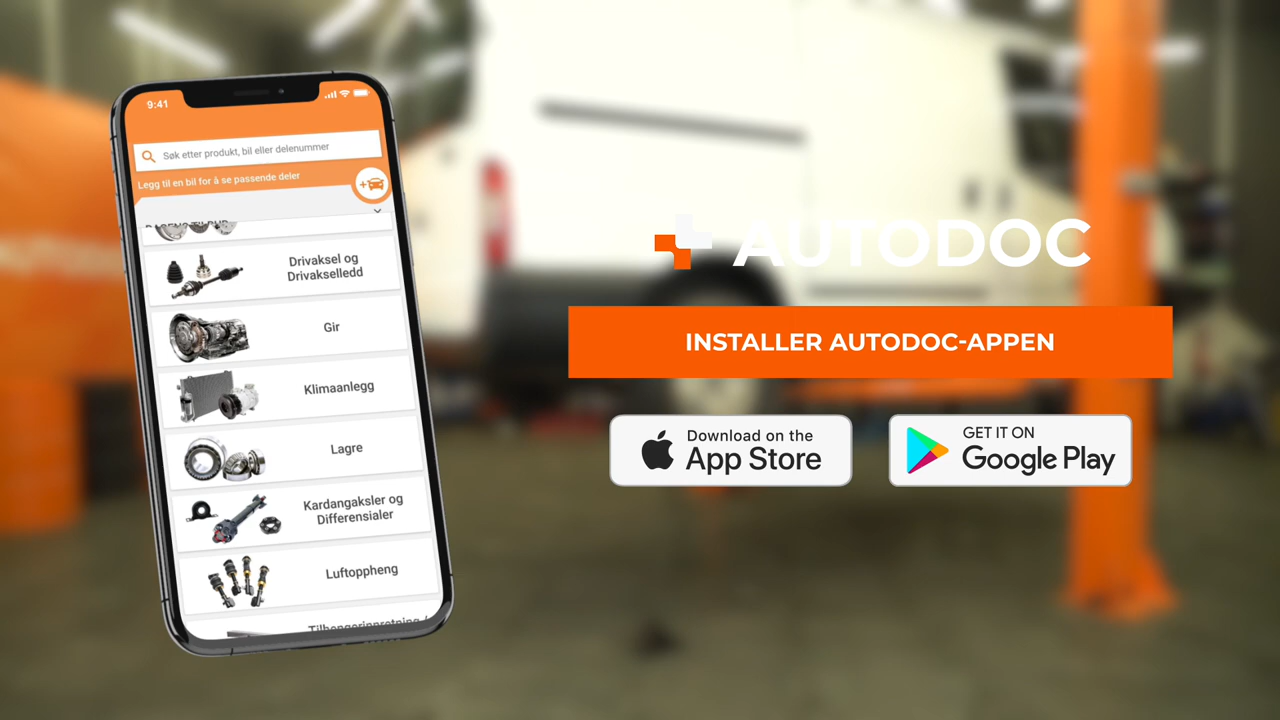 9:41
Søk etter produkt, bil eller delenummer
Legg til en bil for å se passende deler
Drivaksel og
Drivakselledd
Gir
Klimaanlegg
Lagre
Kardangaksler og
Differensialer
Luftoppheng
Tilhengerinnretning /
AUTODOC
INSTALLER AUTODOC-APPEN
Download on the
App Store
GET IT ON
Google Play